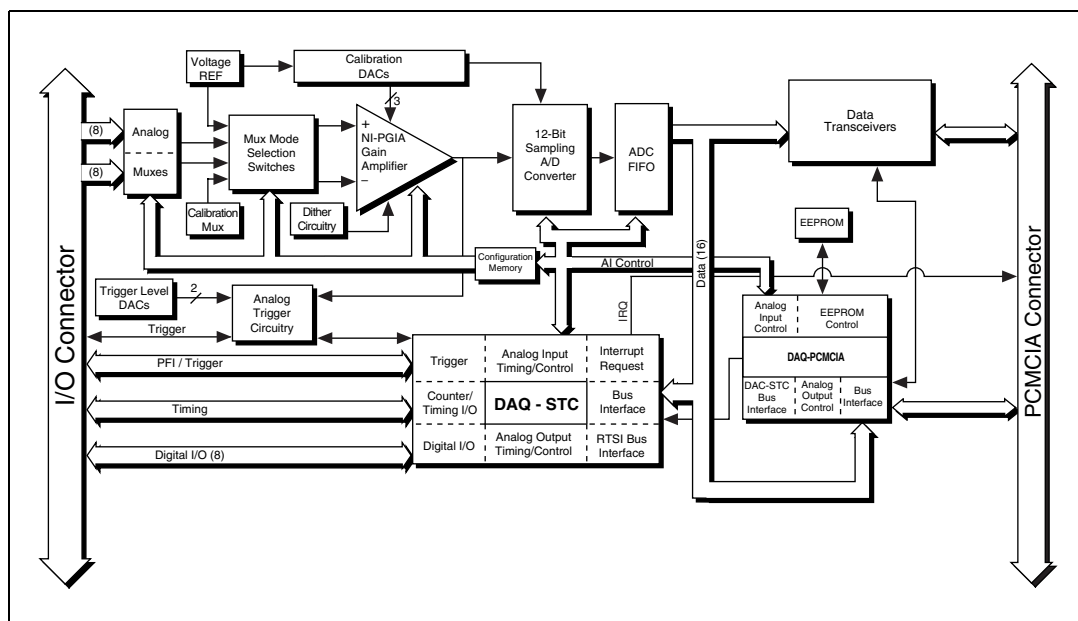 Voltage
REF
Calibration
DACs
3
(8)
(8)
Analog
Muxes
Mux Mode
Selection
Switches
+
NI-PGIA
Gain
Amplifier
–
12-Bit
Sampling
A/D
Converter
ADC
FIFO
Data
Transceivers
Calibration
Mux
Dither
Circuitry
EEPROM
Configuration
Memory
AI Control
Data (16)
IRQ
I/O Connector
PCMCIA Connector
Trigger Level
DACs
2
Analog
Trigger
Circuitry
Trigger
PFI / Trigger
Timing
Digital I/O (8)
Trigger
Analog Input
Timing/Control
Interrupt
Request
Counter/
Timing I/O
DAQ - STC
Bus
Interface
Digital I/O
Analog Output
Timing/Control
RTSI Bus
Interface
Analog
Input
Control
EEPROM
Control
DAQ-PCMCIA
DAC-STC
Bus
Interface
Analog
Output
Control
Bus
Interface